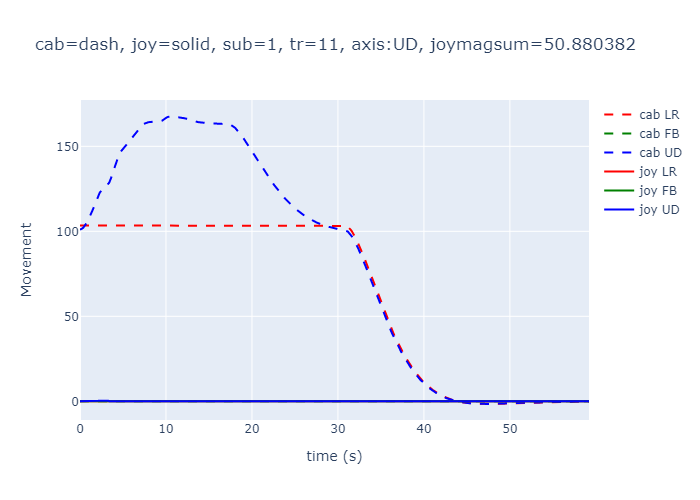 cab=dash, joy=solid, sub=1, tr=11, axis:UD, joymagsum=50.880382
cab LR
cab FB
cab UD
joy LR
joy FB
joy UD
Movement
150
100
50
0
0 10 20 30 40 50
time (s)